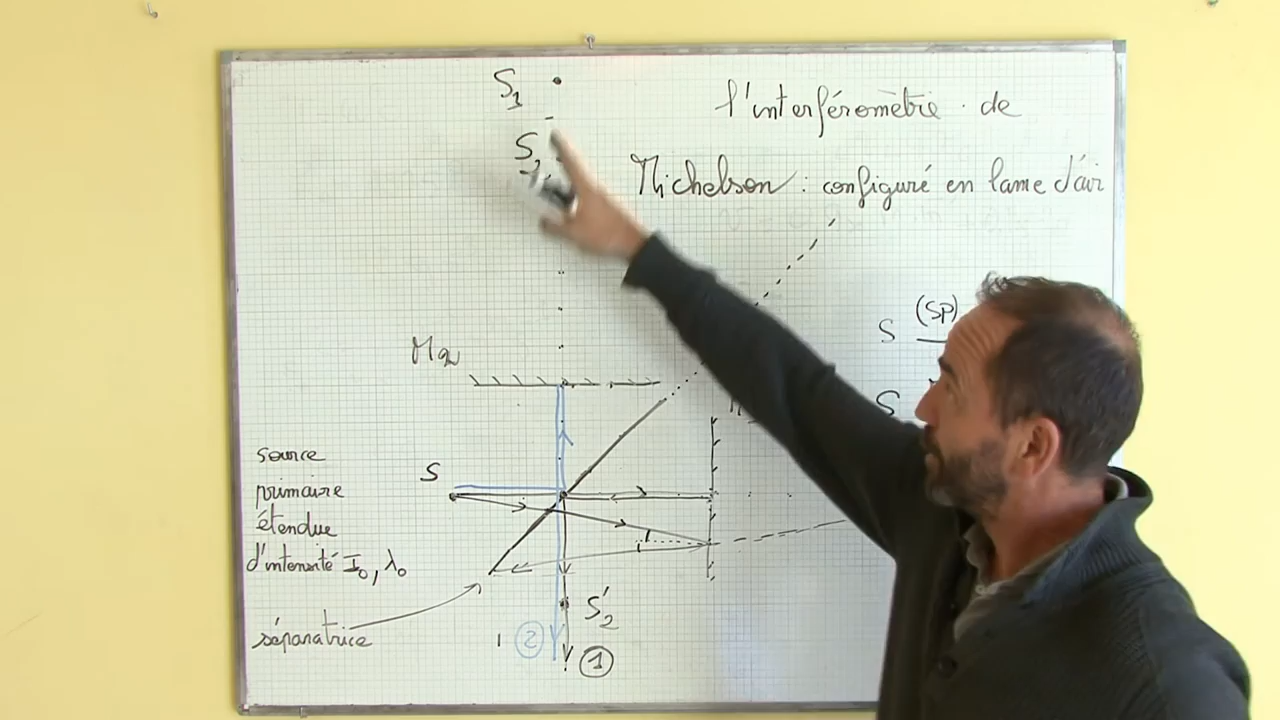 S₁
l'interféromètre de
S₂
Michelson : configuré en lame d'air
(SP)
S
M₂
S
S
source
primaire
étendue
d'intensité I₀, λ₀
S'₂
séparatrice
②
①